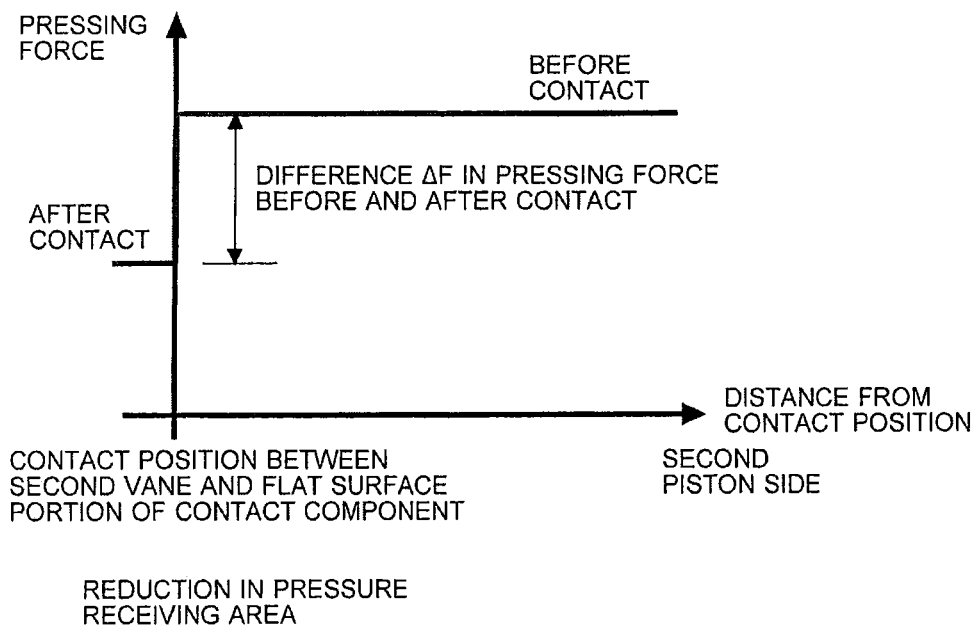 PRESSING
FORCE
BEFORE
CONTACT
DIFFERENCE ΔF IN PRESSING FORCE
BEFORE AND AFTER CONTACT
AFTER
CONTACT
DISTANCE FROM
CONTACT POSITION
CONTACT POSITION BETWEEN
SECOND VANE AND FLAT SURFACE
PORTION OF CONTACT COMPONENT
SECOND
PISTON SIDE
REDUCTION IN PRESSURE
RECEIVING AREA